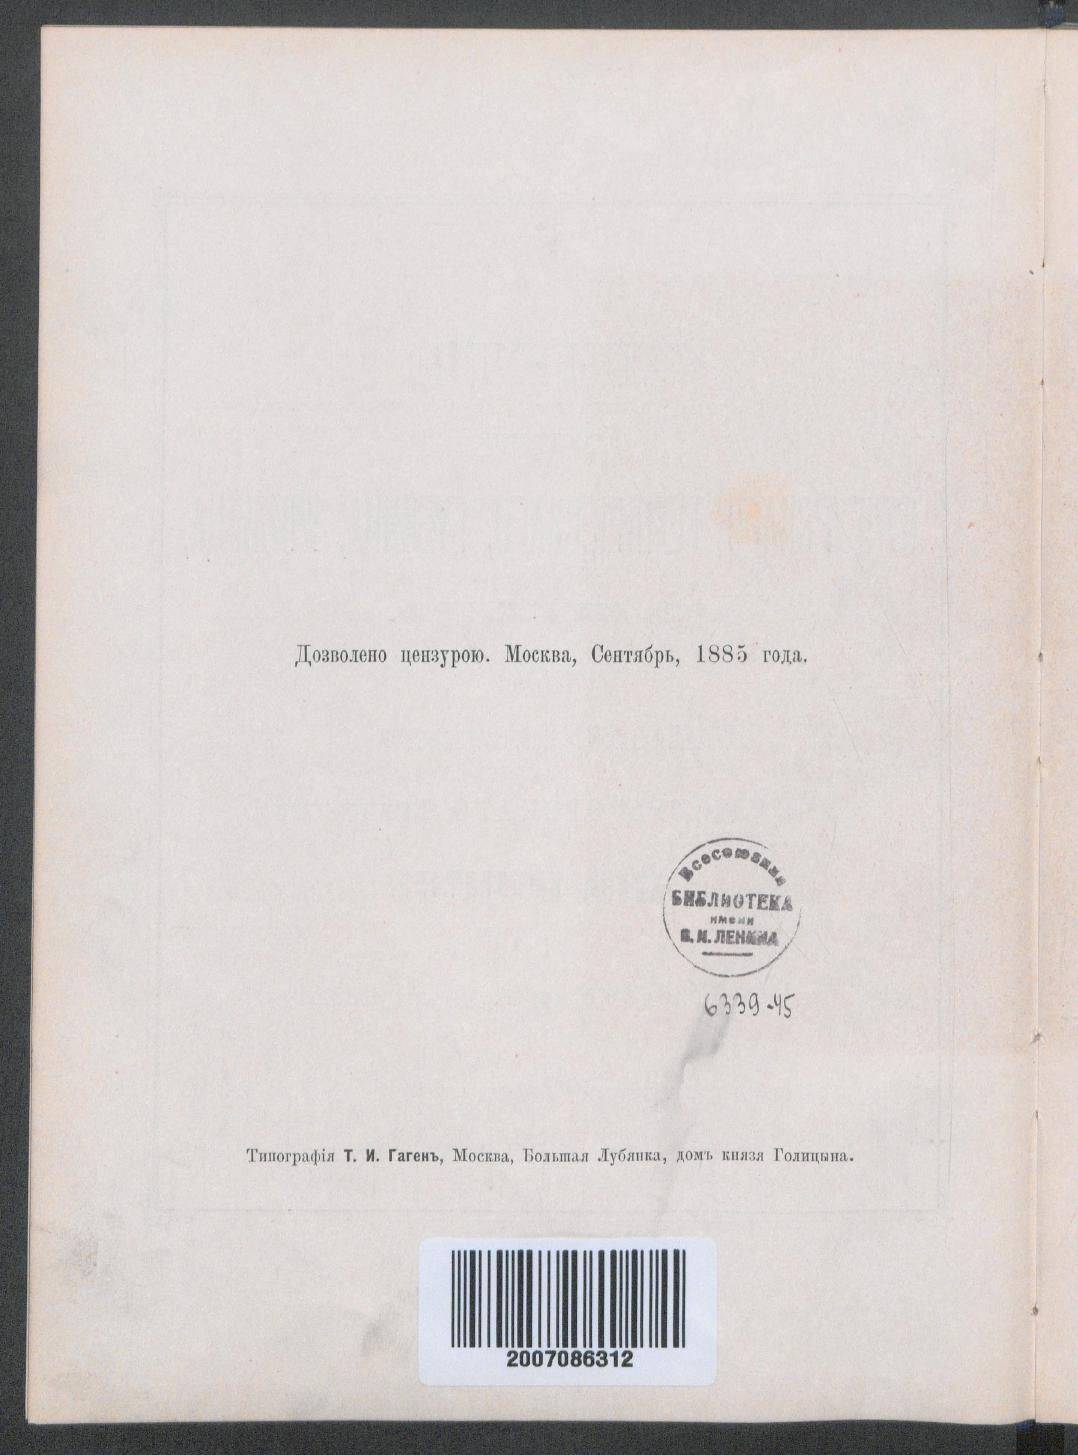 Дозволено цензурою. Москва, Сентябрь, 1885 года.
Всесоюзная
БИБЛИОТЕКА
имени
В. И. ЛЕНИНА
6339-45
Типографія Т. И. Гагенъ, Москва, Большая Лубянка, домъ князя Голицына.
2007086312